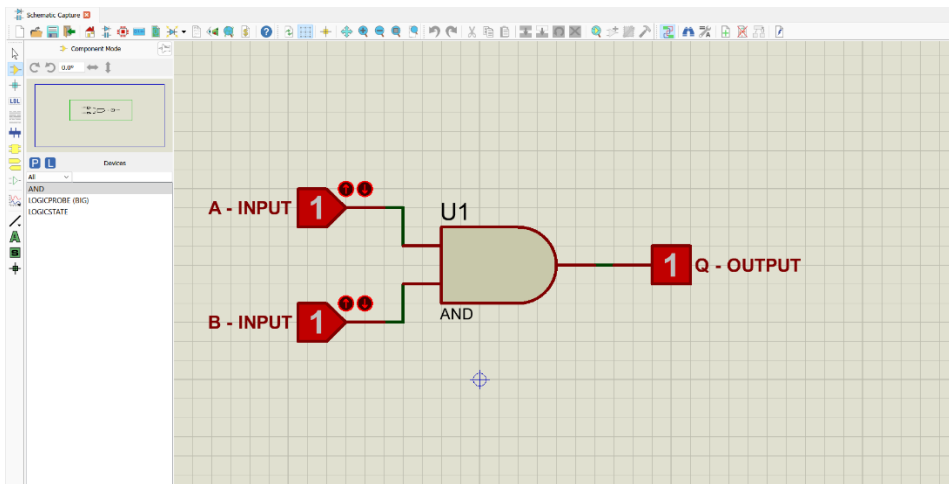 Schematic Capture
Component Mode
LBL
0.0°
P L Devices
All
AND
LOGICPROBE (BIG)
LOGICSTATE
A
S
A - INPUT 1
U1
1 Q - OUTPUT
B - INPUT 1
AND